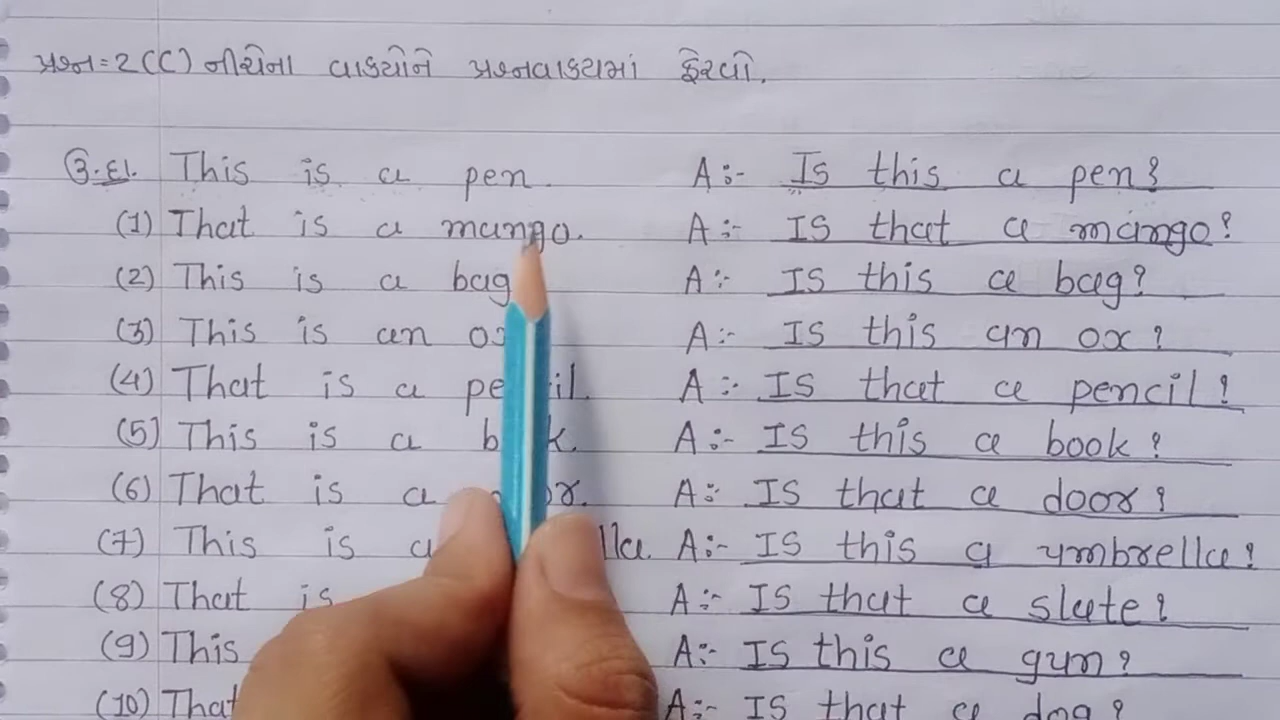 પ્રશ્ન=2 (C) નીચેના વાક્યોને પ્રશ્નવાક્યમાં ફેરવો.
ઉ.દા. This is a pen. A:- Is this a pen?
(1) That is a mango. A:- IS that a mango?
(2) This is a bag A:- IS this a bag?
(3) This is an A:- IS this an ox?
(4) That is a A:- IS that a pencil?
(5) This is a A:- IS this a book?
(6) That is a A:- IS that a door?
(7) This is A:- IS this a umbrella?
(8) That is A:- IS that a slate?
(9) This A:- IS this a gun?
(10) That A:- IS that a dog?